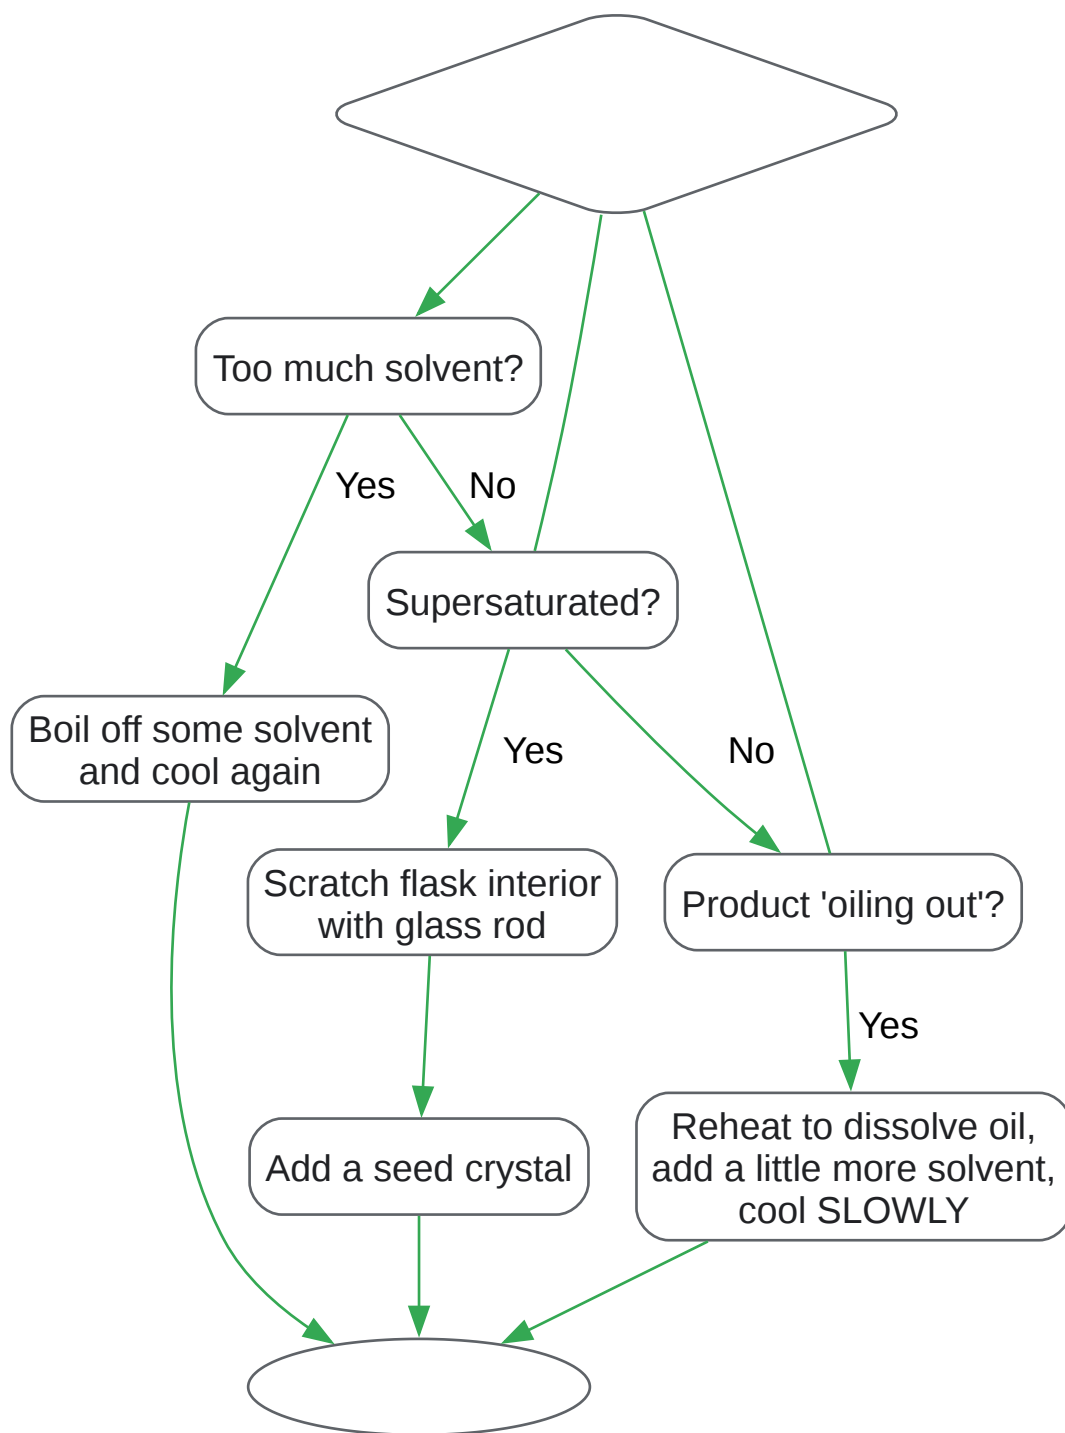 Too much solvent?
Yes
No
Supersaturated?
Boil off some solvent
and cool again
Yes
No
Scratch flask interior
with glass rod
Product 'oiling out'?
Yes
Add a seed crystal
Reheat to dissolve oil,
add a little more solvent,
cool SLOWLY